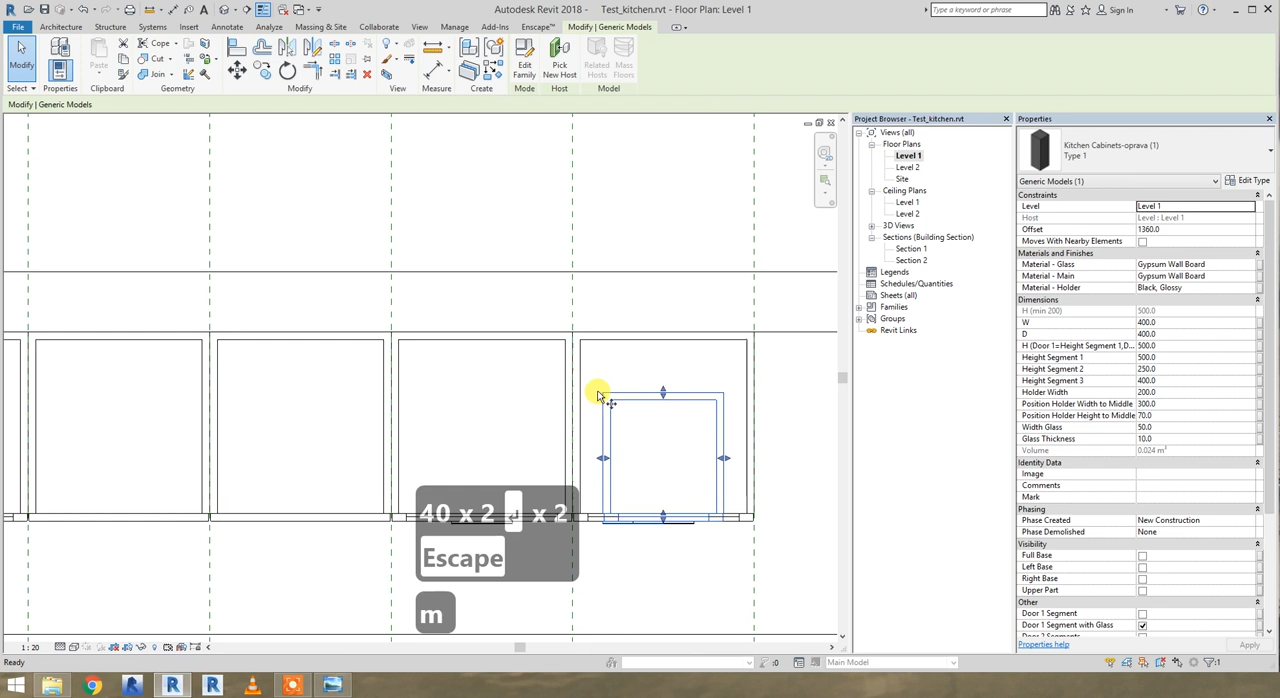 Autodesk Revit 2018 - Test_kitchen.rvt - Floor Plan: Level 1
Type a keyword or phrase
Sign In
File Architecture Structure Systems Insert Annotate Analyze Massing & Site Collaborate View Manage Add-Ins Enscape™ Modify | Generic Models
Modify
Paste
Cope
Cut
Join
Edit Family
Pick New Host
Related Hosts
Mass Floors
Select Properties Clipboard Geometry Modify View Measure Create Mode Host Model
Modify | Generic Models
Project Browser - Test_kitchen.rvt
Views (all)
Floor Plans
Level 1
Level 2
Site
Ceiling Plans
Level 1
Level 2
3D Views
Sections (Building Section)
Section 1
Section 2
Legends
Schedules/Quantities
Sheets (all)
Families
Groups
Revit Links
Properties
Kitchen Cabinets-oprava (1)
Type 1
Generic Models (1)
Edit Type
Constraints
Level Level 1
Host Level : Level 1
Offset 1360.0
Moves With Nearby Elements
Materials and Finishes
Material - Glass Gypsum Wall Board
Material - Main Gypsum Wall Board
Material - Holder Black, Glossy
Dimensions
H (min 200) 500.0
W 400.0
D 400.0
H (Door 1=Height Segment 1,D... 500.0
Height Segment 1 500.0
Height Segment 2 250.0
Height Segment 3 400.0
Holder Width 200.0
Position Holder Width to Middle 300.0
Position Holder Height to Middle 70.0
Width Glass 50.0
Glass Thickness 10.0
Volume 0.024 m³
Identity Data
Image
Comments
Mark
Phasing
Phase Created New Construction
Phase Demolished None
Visibility
Full Base
Left Base
Right Base
Upper Part
Other
Door 1 Segment
Door 1 Segment with Glass
Properties help
Apply
40 x 2 ↵ x 2
Escape
m
1 : 20
Ready
:0
Main Model
:1